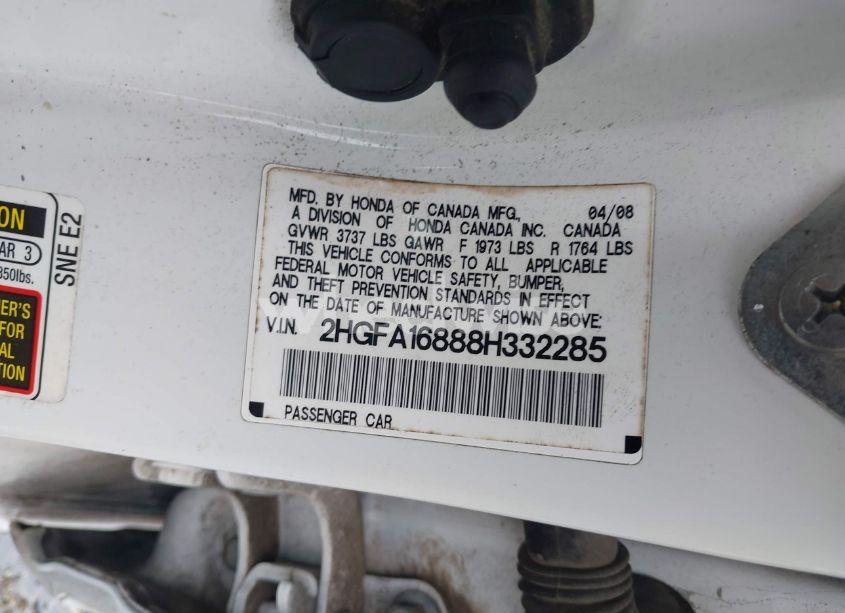 MFD. BY HONDA OF CANADA MFG., 04/08
A DIVISION OF HONDA CANADA INC. CANADA
GVWR 3737 LBS GAWR F 1973 LBS R 1764 LBS
THIS VEHICLE CONFORMS TO ALL APPLICABLE
FEDERAL MOTOR VEHICLE SAFETY, BUMPER,
AND THEFT PREVENTION STANDARDS IN EFFECT
ON THE DATE OF MANUFACTURE SHOWN ABOVE:
V.I.N. 2HGFA16888H332285
PASSENGER CAR
ON
AR 3
850lbs.
ER'S
FOR
AL
TION
SNE E2